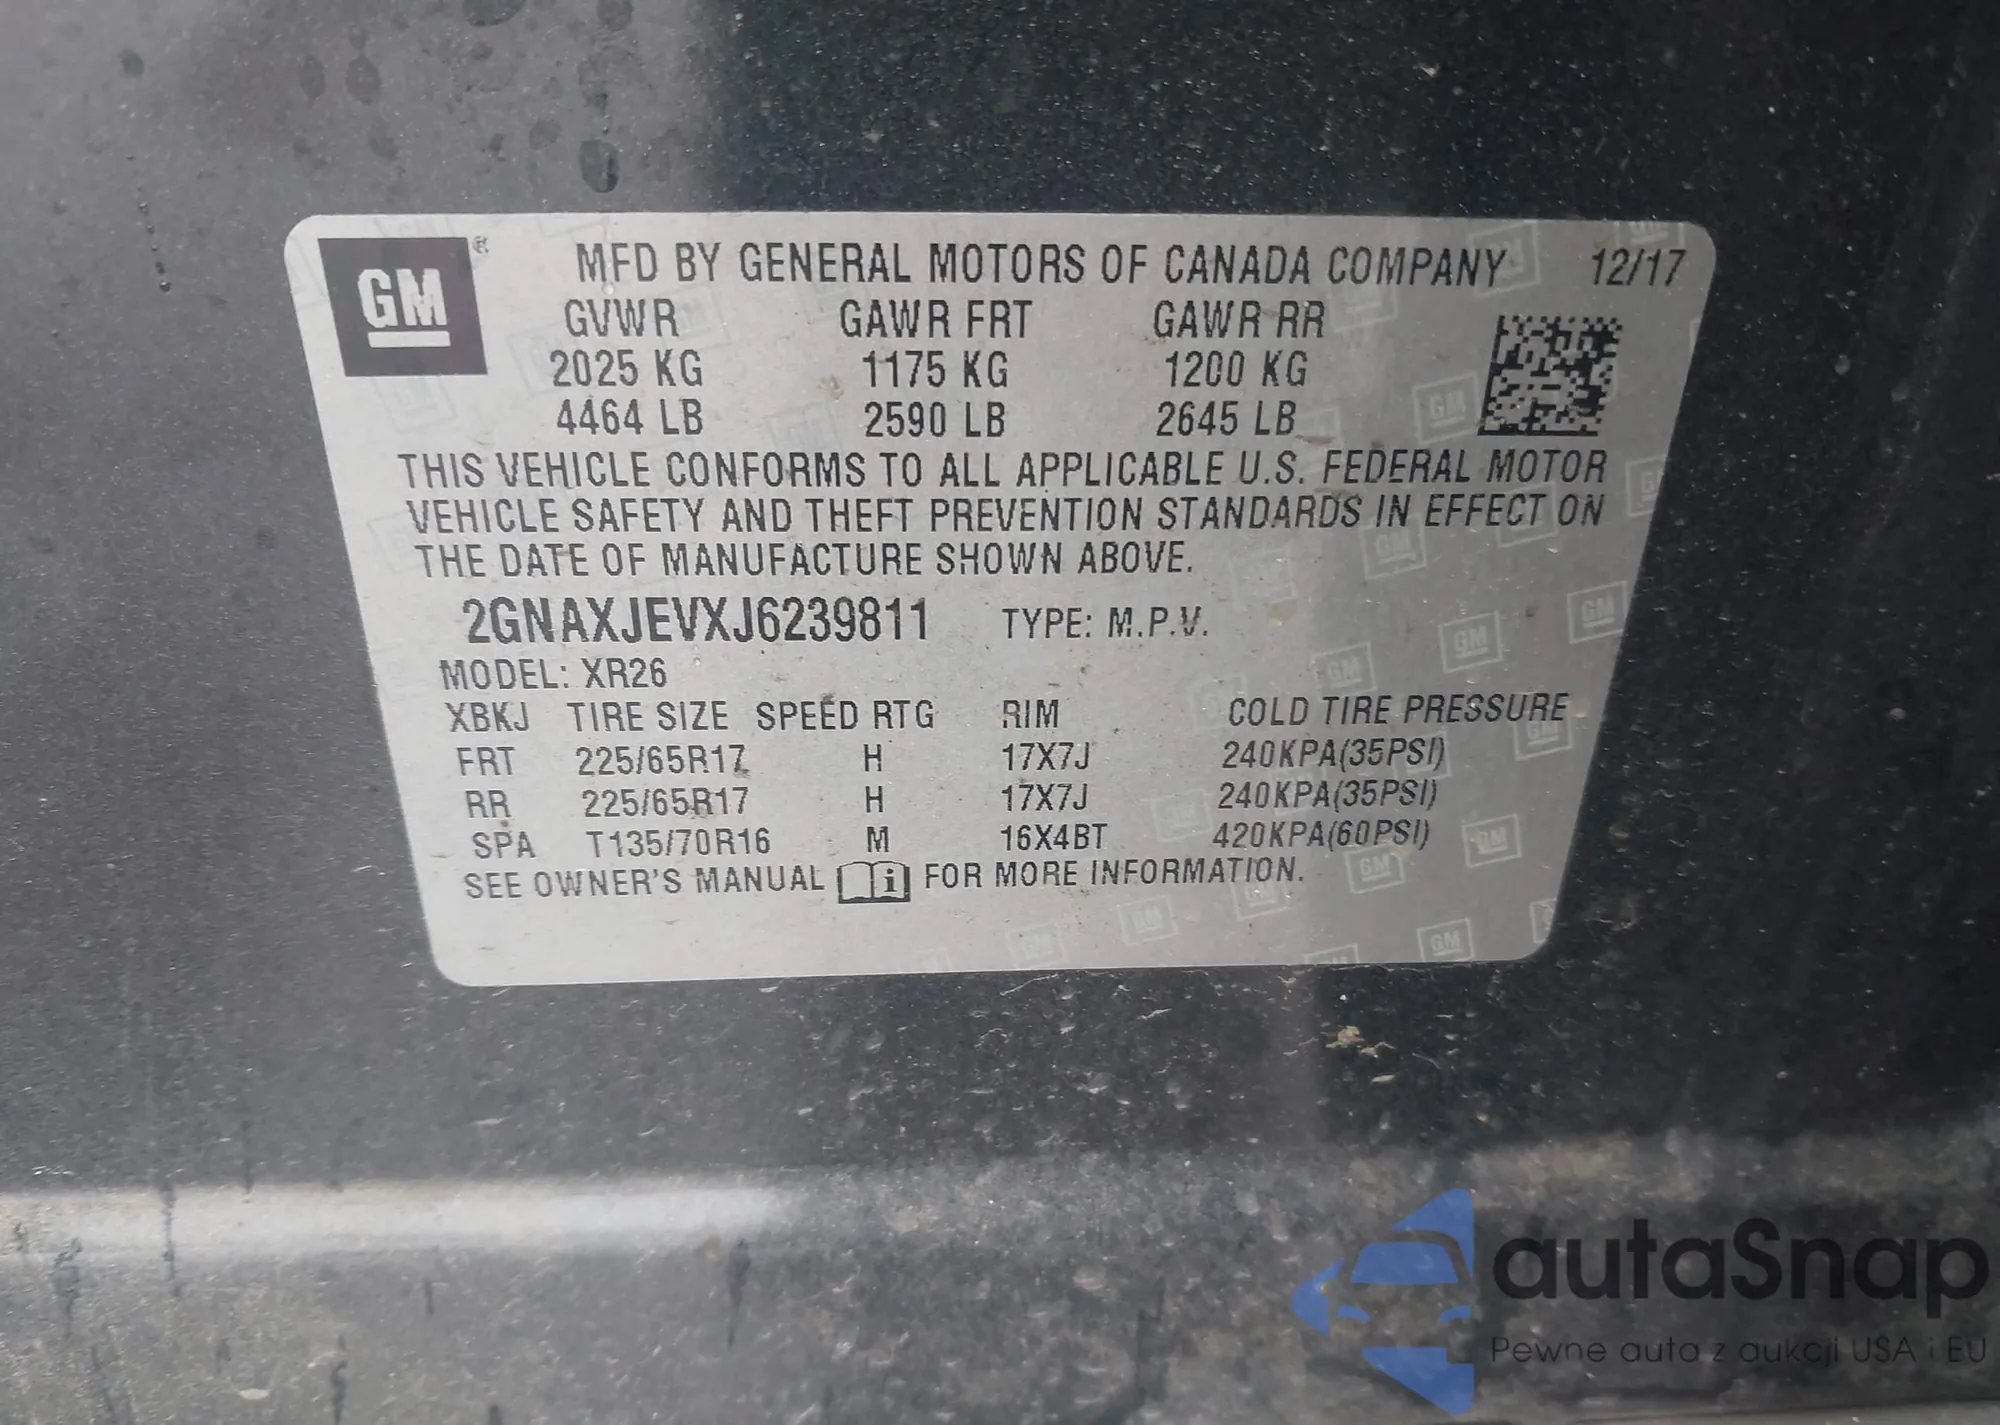 GM ® MFD BY GENERAL MOTORS OF CANADA COMPANY 12/17
GVWR GAWR FRT GAWR RR
2025 KG 1175 KG 1200 KG
4464 LB 2590 LB 2645 LB
THIS VEHICLE CONFORMS TO ALL APPLICABLE U.S. FEDERAL MOTOR
VEHICLE SAFETY AND THEFT PREVENTION STANDARDS IN EFFECT ON
THE DATE OF MANUFACTURE SHOWN ABOVE.
2GNAXJEVXJ6239811 TYPE: M.P.V.
MODEL: XR26
XBKJ TIRE SIZE SPEED RTG RIM COLD TIRE PRESSURE
FRT 225/65R17 H 17X7J 240KPA(35PSI)
RR 225/65R17 H 17X7J 240KPA(35PSI)
SPA T135/70R16 M 16X4BT 420KPA(60PSI)
SEE OWNER'S MANUAL i FOR MORE INFORMATION.
autaSnap
Pewne auta z aukcji USA i EU